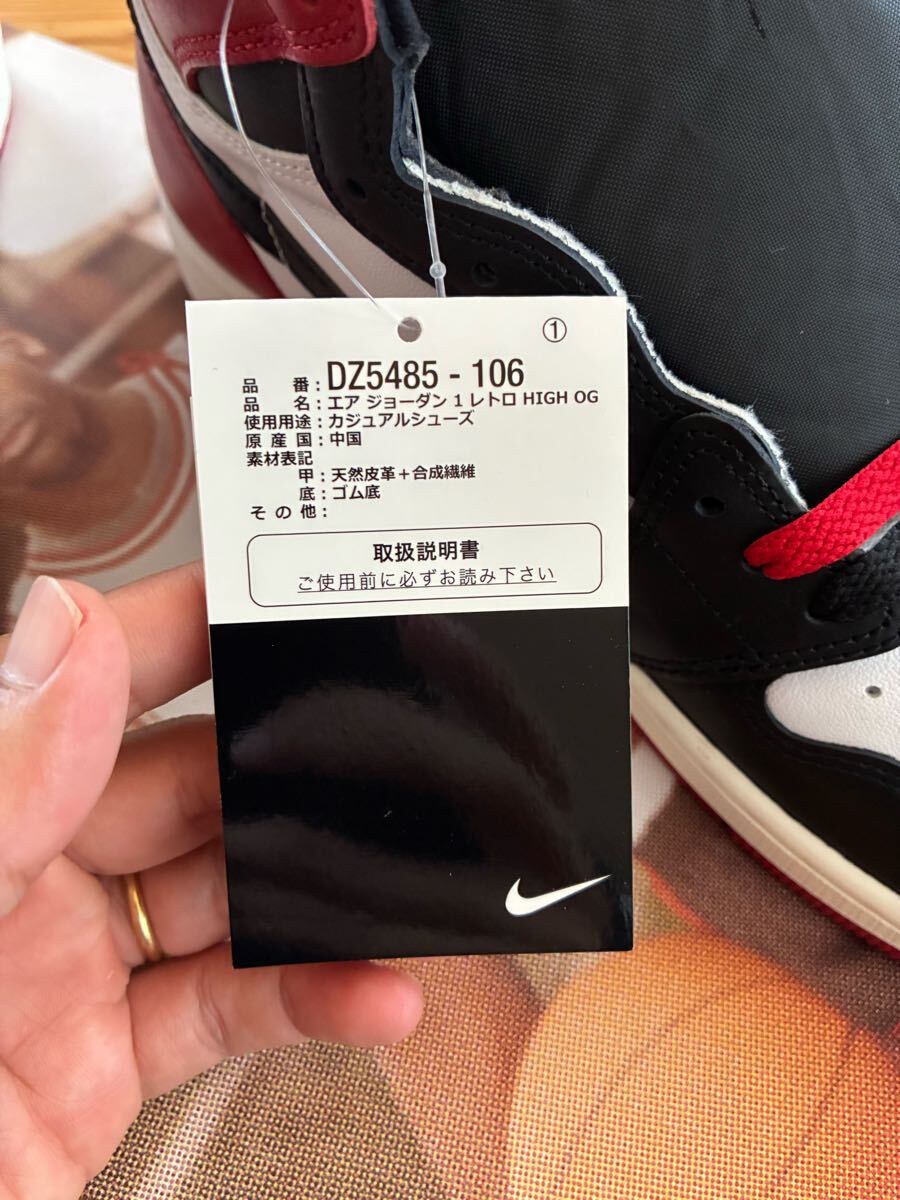 ①
品 番：DZ5485 - 106
品 名：エア ジョーダン 1 レトロ HIGH OG
使用用途：カジュアルシューズ
原 産 国：中国
素材表記
甲：天然皮革＋合成繊維
底：ゴム底
そ の 他：
取扱説明書
ご使用前に必ずお読み下さい